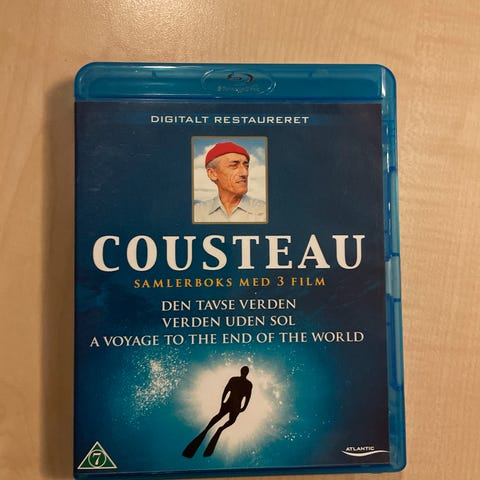 DIGITALT RESTAURERET
COUSTEAU
SAMLERBOKS MED 3 FILM
DEN TAVSE VERDEN
VERDEN UDEN SOL
A VOYAGE TO THE END OF THE WORLD
7
ATLANTIC